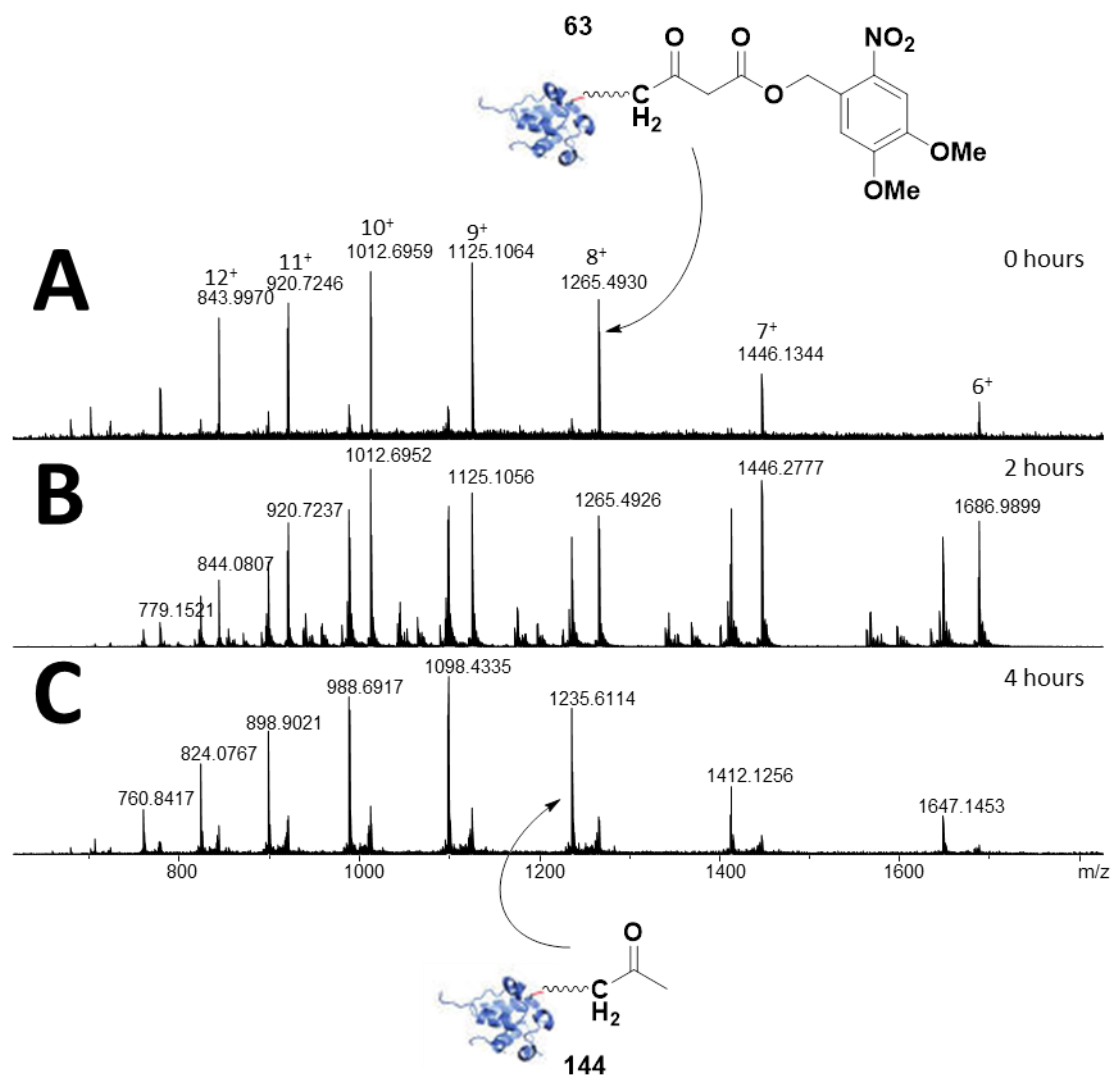 63
O
O
NO2
C
H2
O
OMe
OMe
A
0 hours
12+
843.9970
11+
920.7246
10+
1012.6959
9+
1125.1064
8+
1265.4930
7+
1446.1344
6+
B
2 hours
779.1521
844.0807
920.7237
1012.6952
1125.1056
1265.4926
1446.2777
1686.9899
C
4 hours
760.8417
824.0767
898.9021
988.6917
1098.4335
1235.6114
1412.1256
1647.1453
800 1000 1200 1400 1600 m/z
O
C
H2
144